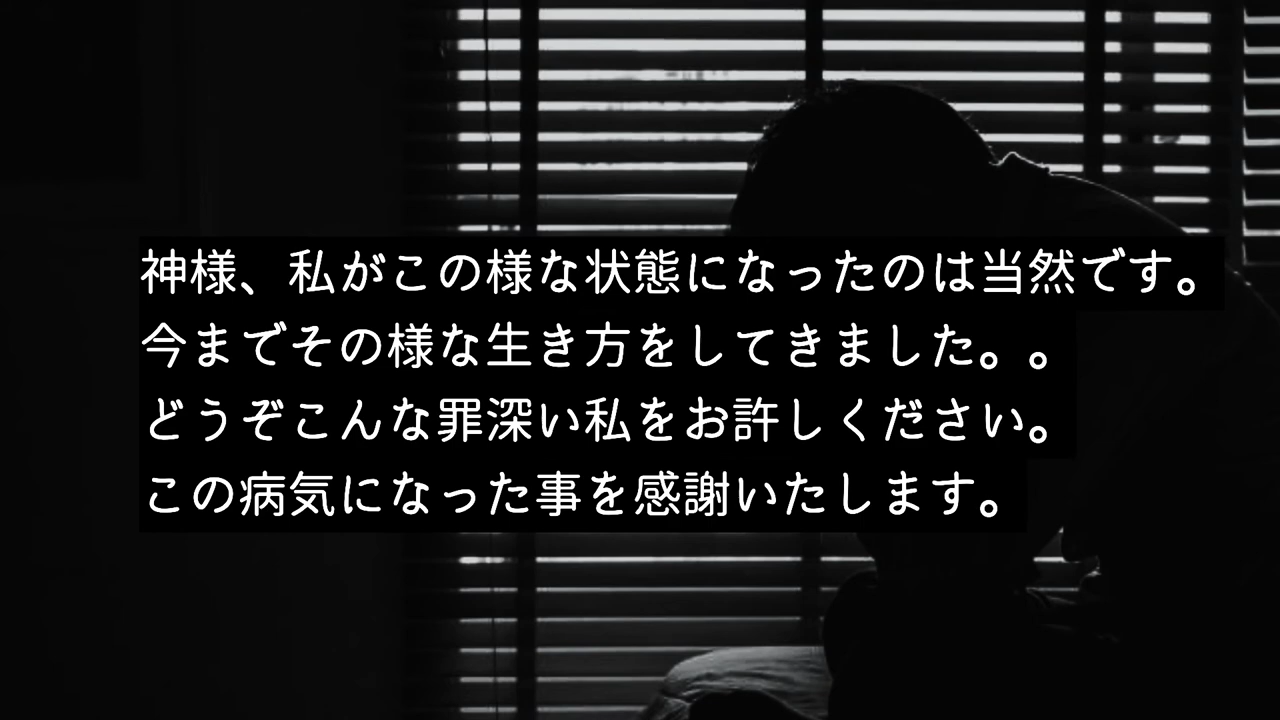 神様、私がこの様な状態になったのは当然です。
今までその様な生き方をしてきました。。
どうぞこんな罪深い私をお許しください。
この病気になった事を感謝いたします。